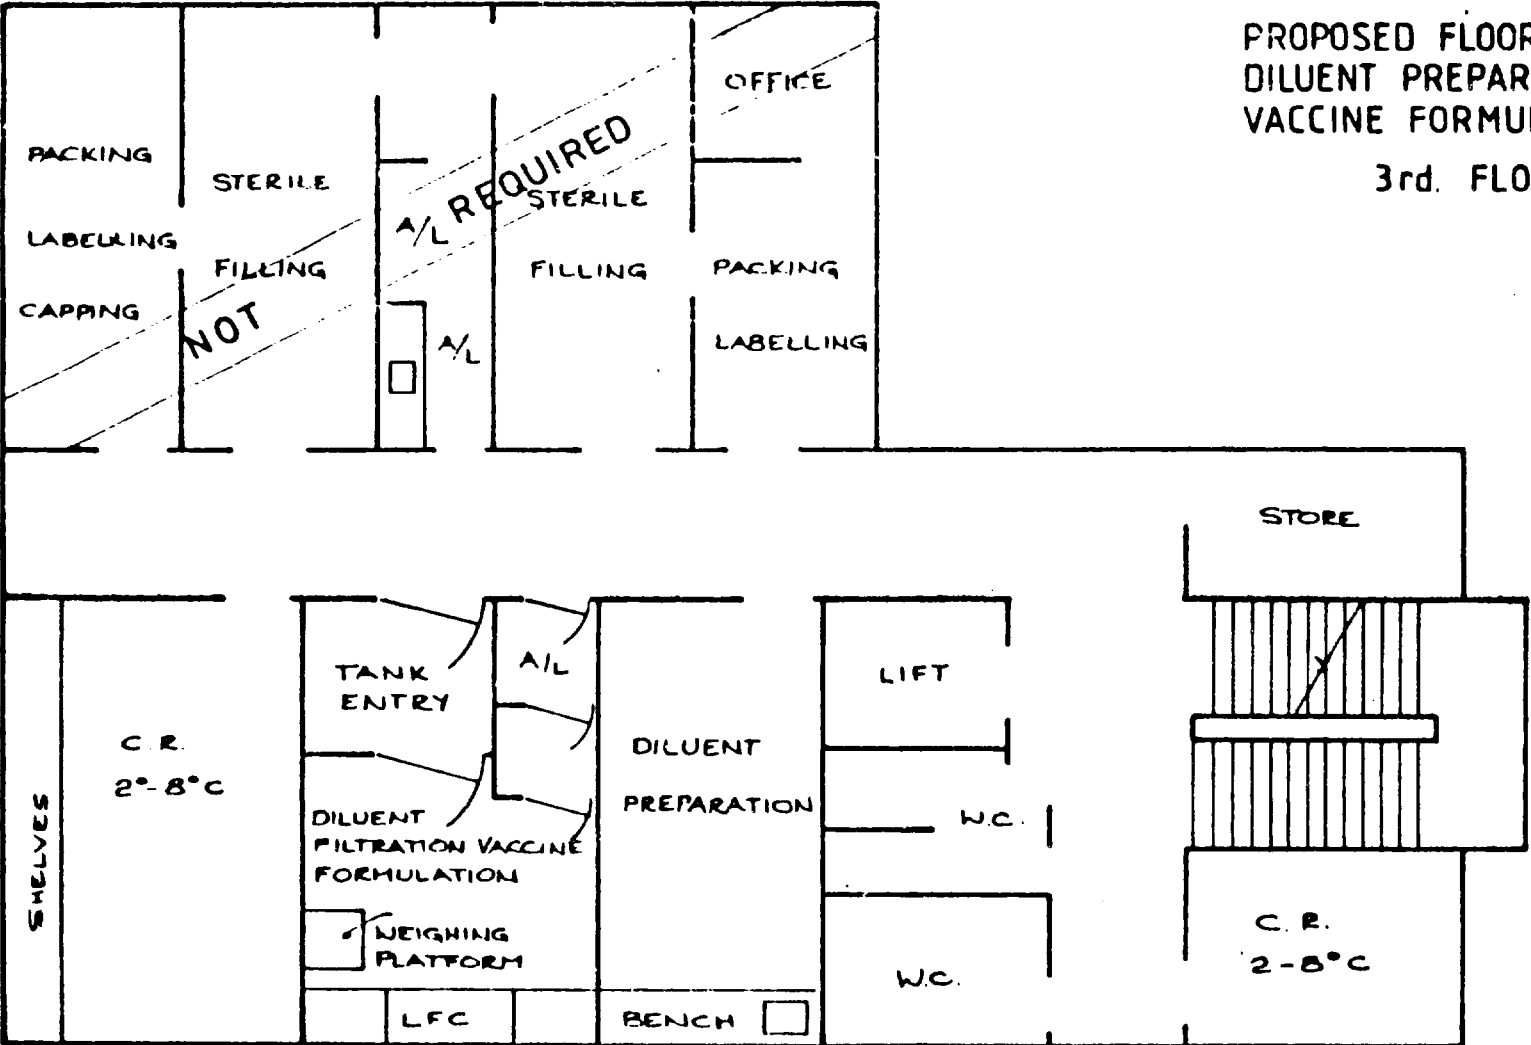 PROPOSED FLOOR
DILUENT PREPAR
VACCINE FORMU
3rd. FLO
OFFICE
PACKING
LABELLING
CAPPING
STERILE
FILLING
NOT REQUIRED
A/L
A/L
STERILE
FILLING
PACKING
LABELLING
STORE
SHELVES
C.R.
2°-8°C
TANK
ENTRY
A/L
DILUENT
FILTRATION VACCINE
FORMULATION
WEIGHING
PLATFORM
LFC
DILUENT
PREPARATION
BENCH
LIFT
W.C.
W.C.
C.R.
2-8°C